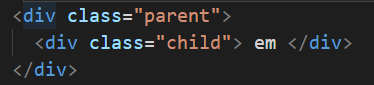 <div class="parent">
  <div class="child"> em </div>
</div>